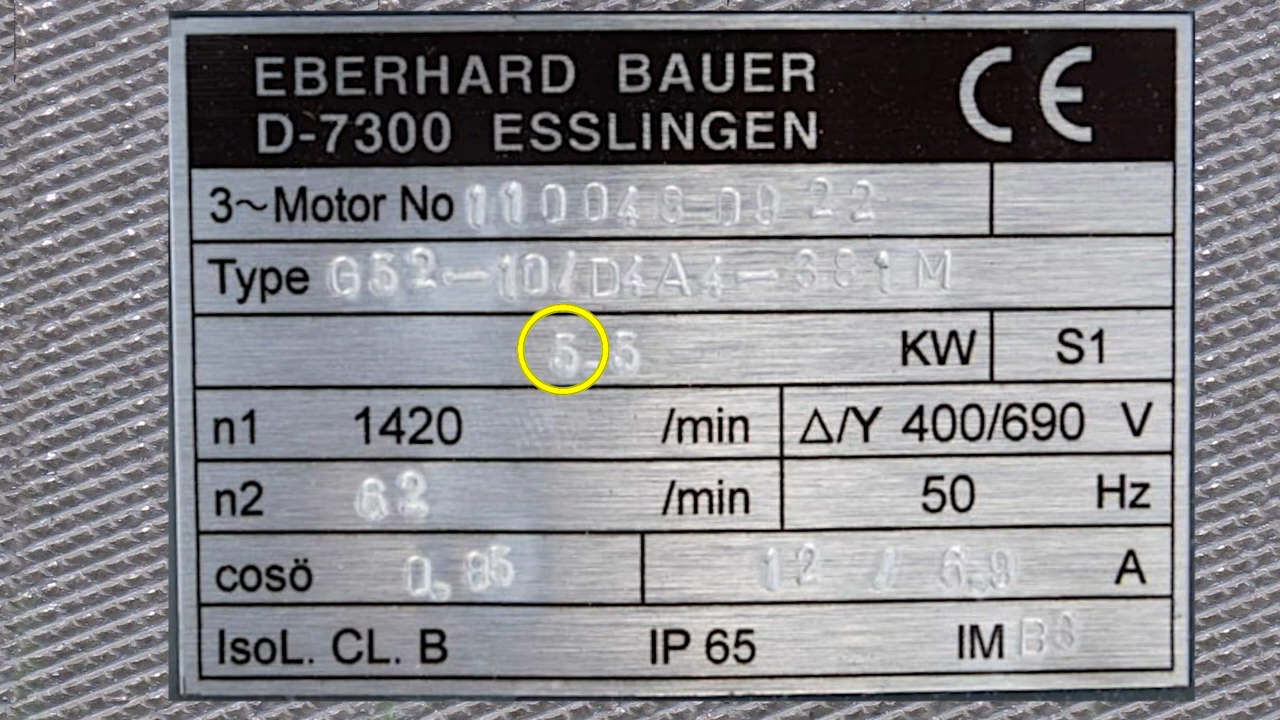 EBERHARD BAUER
D-7300 ESSLINGEN
CE
3~Motor No 110048-0922
Type G52-10/D4A4-381M
5.5 KW S1
n1 1420 /min Δ/Y 400/690 V
n2 62 /min 50 Hz
cosö 0.85 12 / 6.9 A
IsoL. CL. B IP 65 IM B3